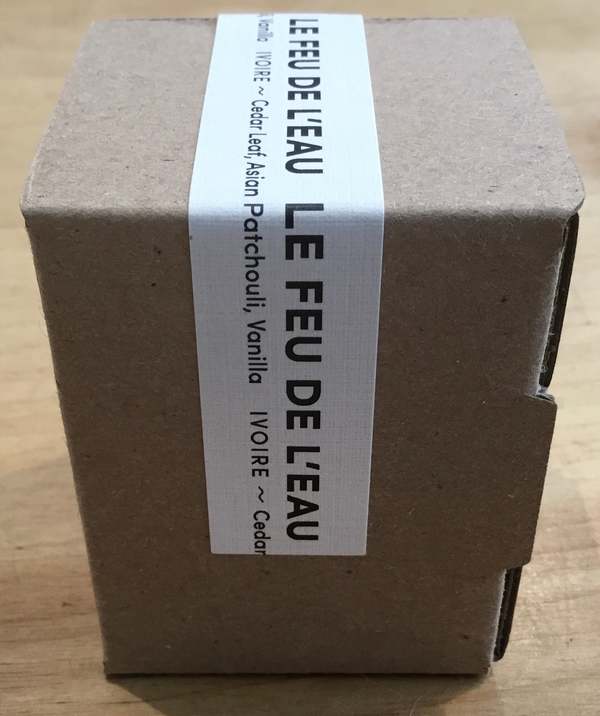 LE FEU DE L'EAU LE FEU DE L'EAU
Vanilla IVOIRE ~ Cedar Leaf, Asian Patchouli, Vanilla IVOIRE ~ Cedar